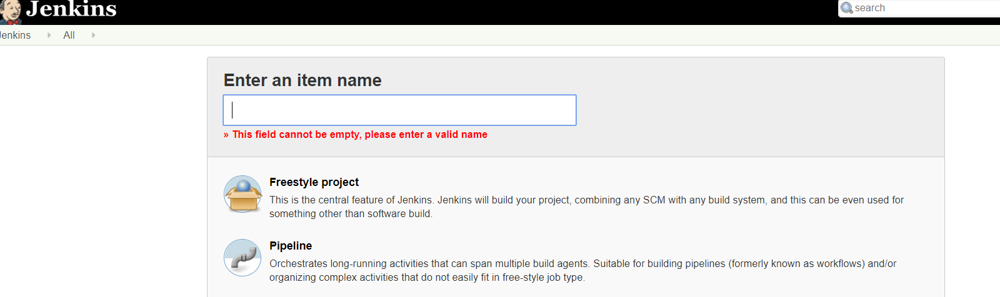 Jenkins
search
Jenkins
All
Enter an item name
» This field cannot be empty, please enter a valid name
Freestyle project
This is the central feature of Jenkins. Jenkins will build your project, combining any SCM with any build system, and this can be even used for
something other than software build.
Pipeline
Orchestrates long-running activities that can span multiple build agents. Suitable for building pipelines (formerly known as workflows) and/or
organizing complex activities that do not easily fit in free-style job type.